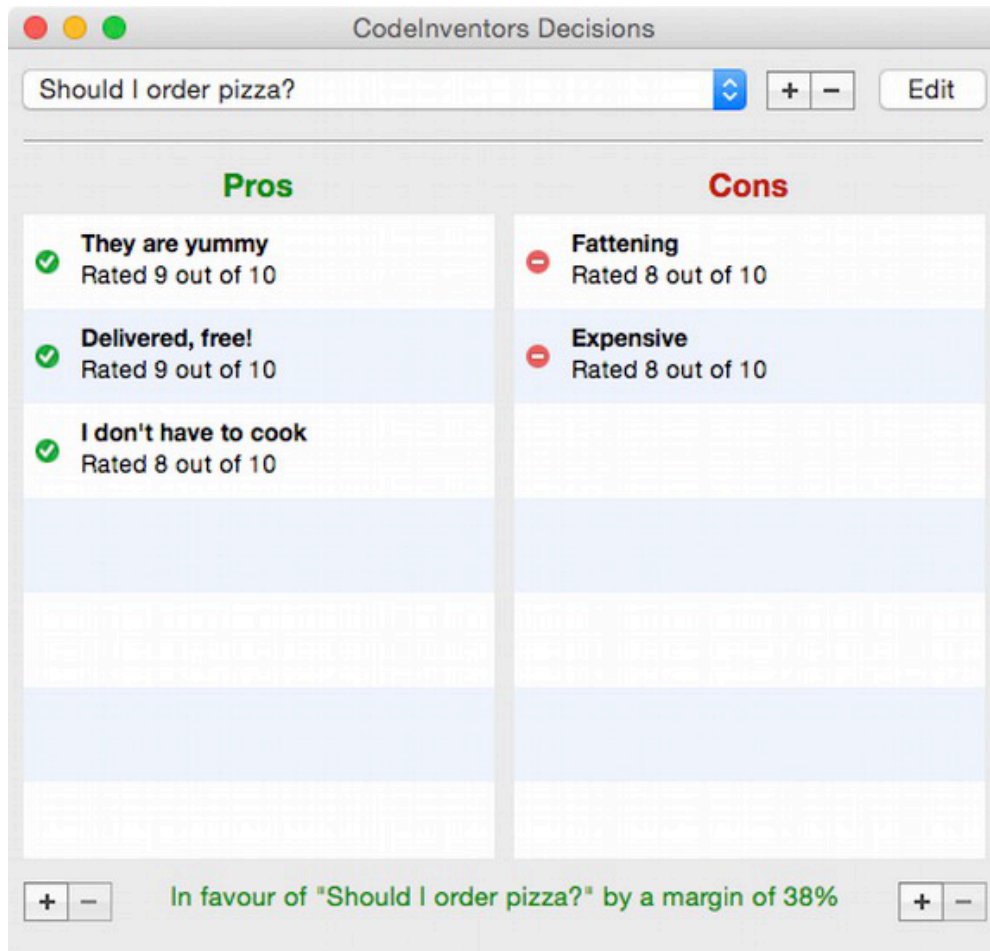 CodeInventors Decisions
Should I order pizza?
+ − Edit
Pros
They are yummy
Rated 9 out of 10
Delivered, free!
Rated 9 out of 10
I don't have to cook
Rated 8 out of 10
Cons
Fattening
Rated 8 out of 10
Expensive
Rated 8 out of 10
+ − In favour of "Should I order pizza?" by a margin of 38% + −